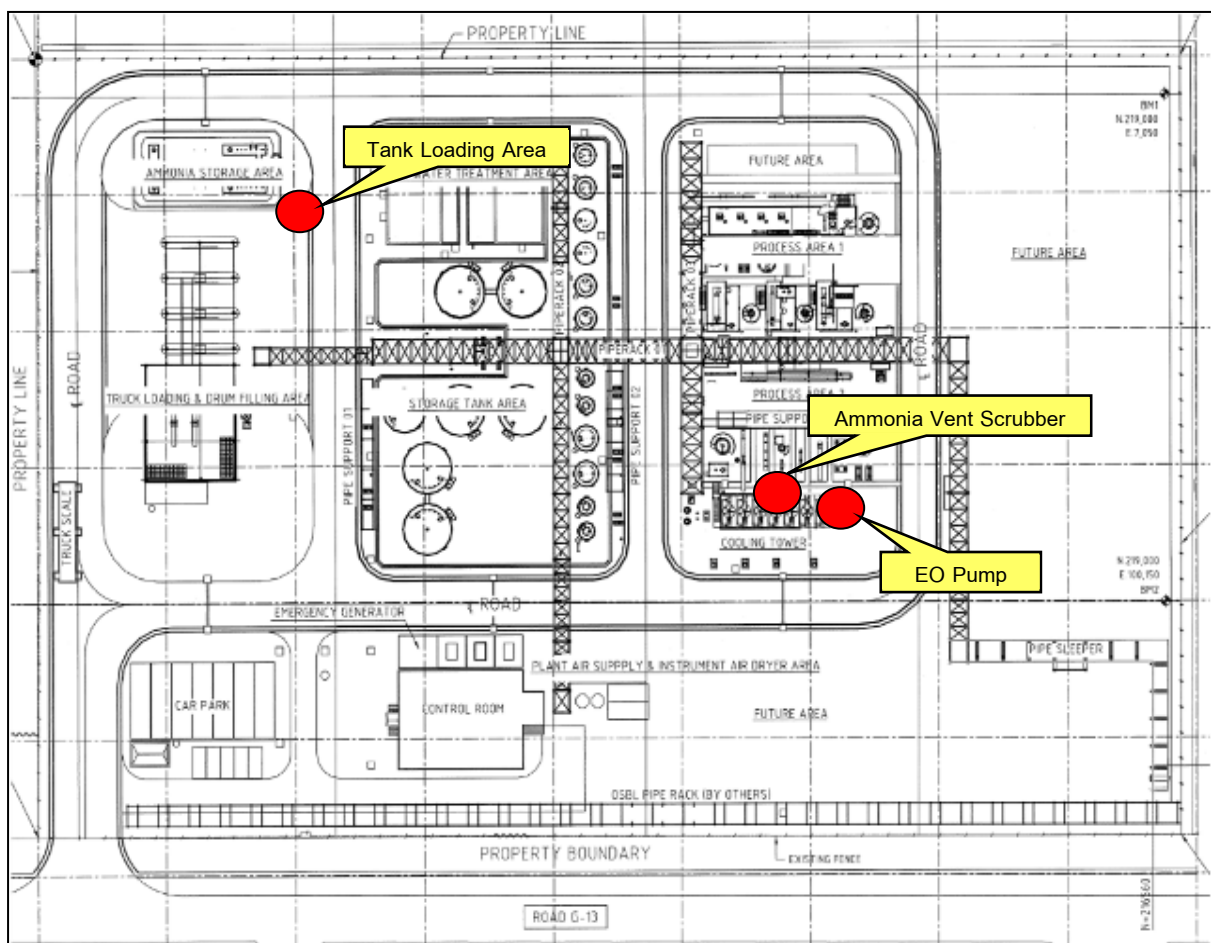 PROPERTY LINE
BM1
N.219,000
E 7,050
Tank Loading Area
AMMONIA STORAGE AREA
WATER TREATMENT AREA
FUTURE AREA
PROCESS AREA 1
FUTURE AREA
PIPERACK 02
PIPERACK 03
PIPERACK 01
ROAD
ROAD
PROPERTY LINE
TRUCK LOADING & DRUM FILLING AREA
STORAGE TANK AREA
PROCESS AREA 2
PIPE SUPPORT
Ammonia Vent Scrubber
PIPE SUPPORT 01
PIPE SUPPORT 02
TRUCK SCALE
COOLING TOWER
EO Pump
N.219,000
E 100,150
BM2
ROAD
EMERGENCY GENERATOR
PIPE SLEEPER
PLANT AIR SUPPPLY & INSTRUMENT AIR DRYER AREA
CAR PARK
CONTROL ROOM
FUTURE AREA
OSBL PIPE RACK (BY OTHERS)
PROPERTY BOUNDARY
EXISTING FENCE
ROAD G-13